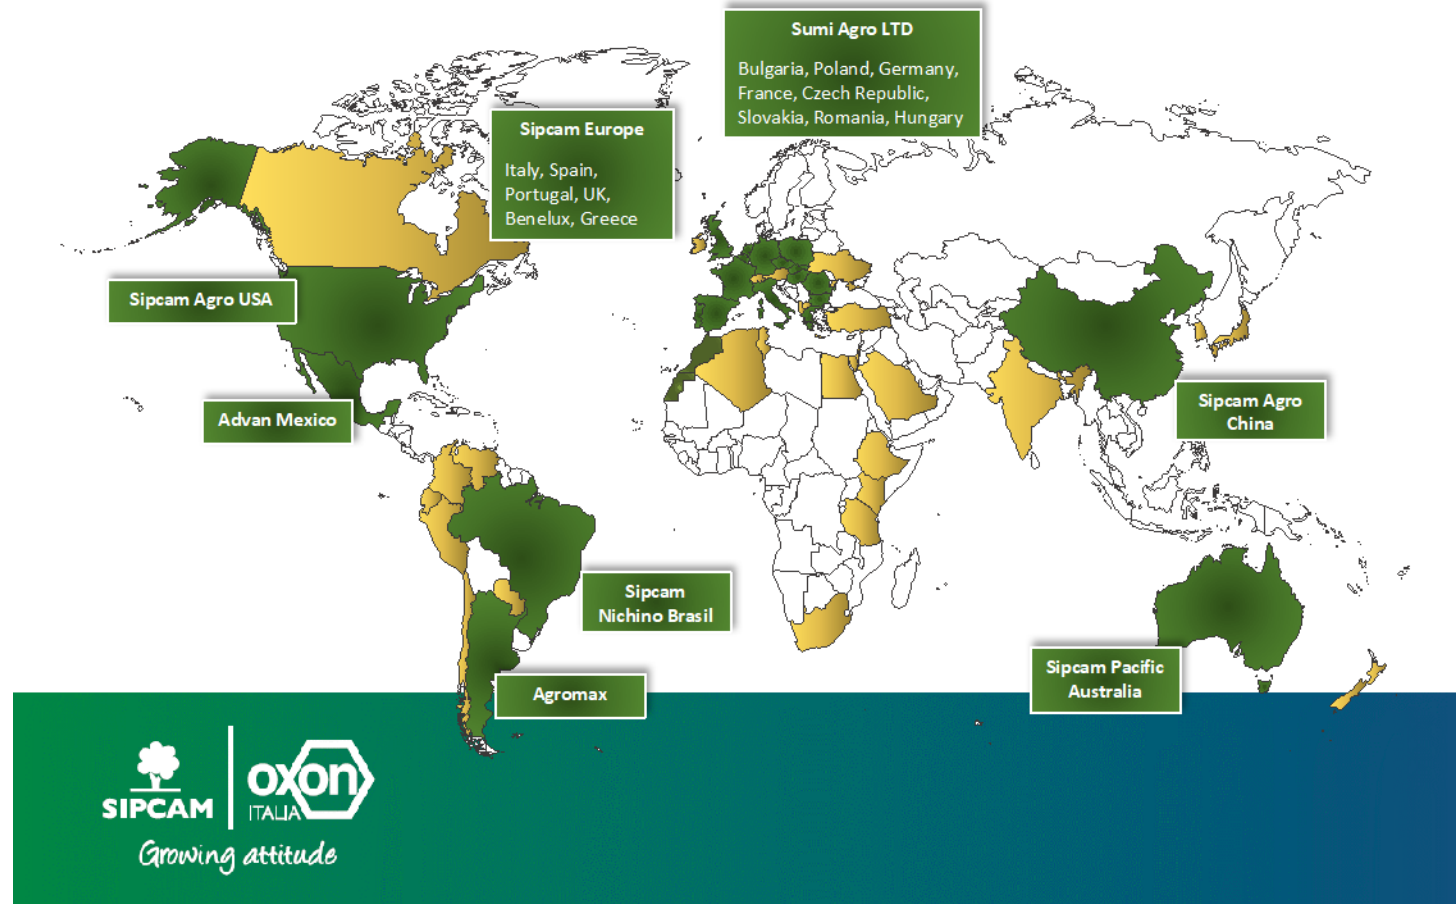 Sumi Agro LTD
Bulgaria, Poland, Germany,
France, Czech Republic,
Slovakia, Romania, Hungary
Sipcam Europe
Italy, Spain,
Portugal, UK,
Benelux, Greece
Sipcam Agro USA
Advan Mexico
Sipcam Agro
China
Sipcam
Nichino Brasil
Sipcam Pacific
Australia
Agromax
SIPCAM
oxon
ITALIA
Growing attitude